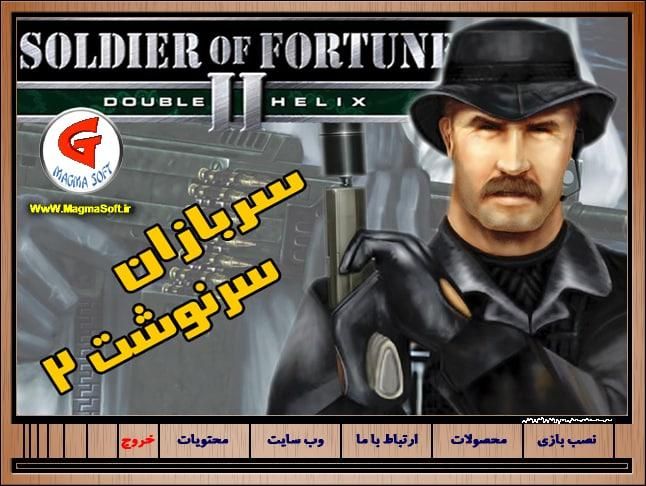 SOLDIER OF FORTUNE
II
DOUBLE HELIX
G
MAGMA SOFT
WwW.MagmaSoft.ir
سربازان
سرنوشت ۲
نصب بازی
محصولات
ارتباط با ما
وب سایت
محتویات
خروج